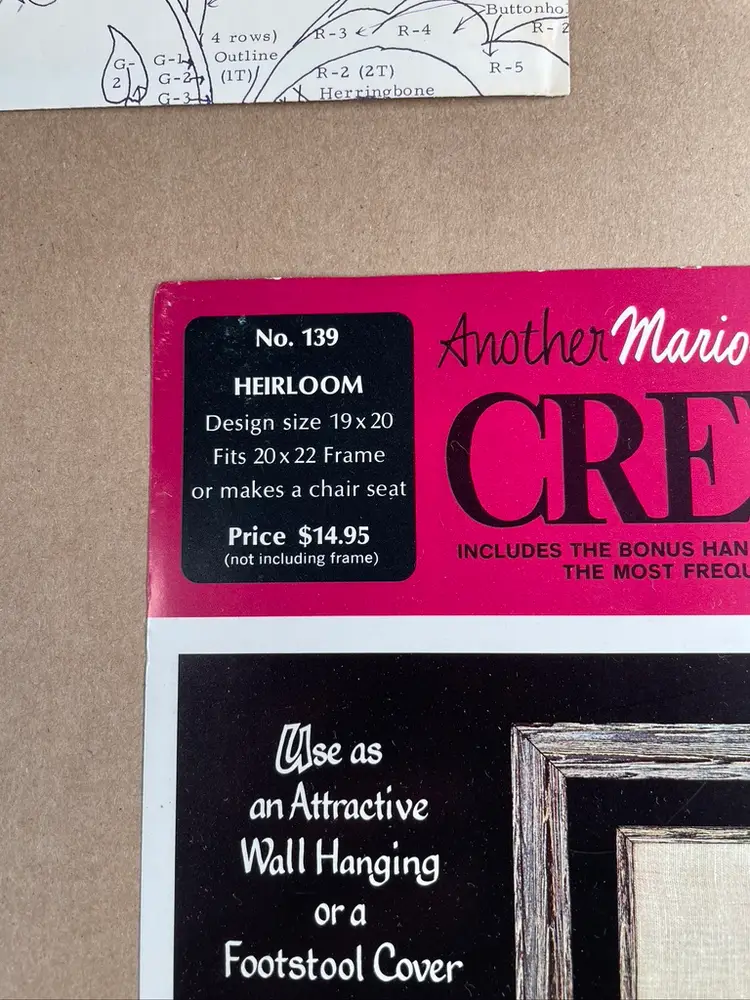 Buttonho
4 rows)
R-3
R-4
R- 2
G-
2
G-1
Outline
G-2
(1T)
R-2 (2T)
R-5
G-3
Herringbone
No. 139
HEIRLOOM
Design size 19 x 20
Fits 20 x 22 Frame
or makes a chair seat
Price $14.95
(not including frame)
Another Mario
CRE
INCLUDES THE BONUS HAN
THE MOST FREQU
Use as
an Attractive
Wall Hanging
or a
Footstool Cover